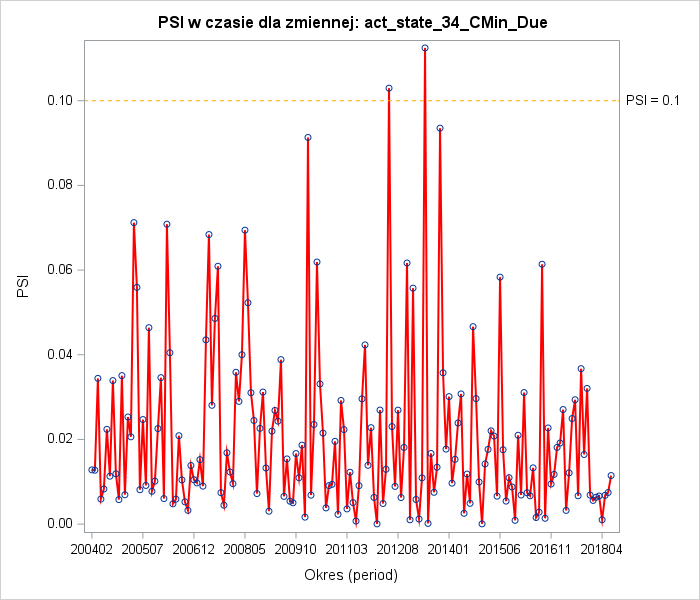 PSI w czasie dla zmiennej: act_state_34_CMin_Due
0.10
PSI = 0.1
0.08
0.06
PSI
0.04
0.02
0.00
200402 200507 200612 200805 200910 201103 201208 201401 201506 201611 201804
Okres (period)